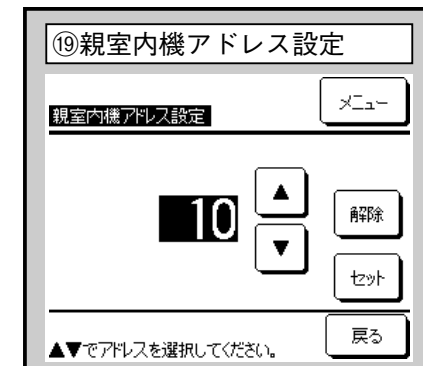 ⑲親室内機アドレス設定
メニュー
親室内機アドレス設定
10
▲
▼
解除
セット
戻る
▲▼でアドレスを選択してください。